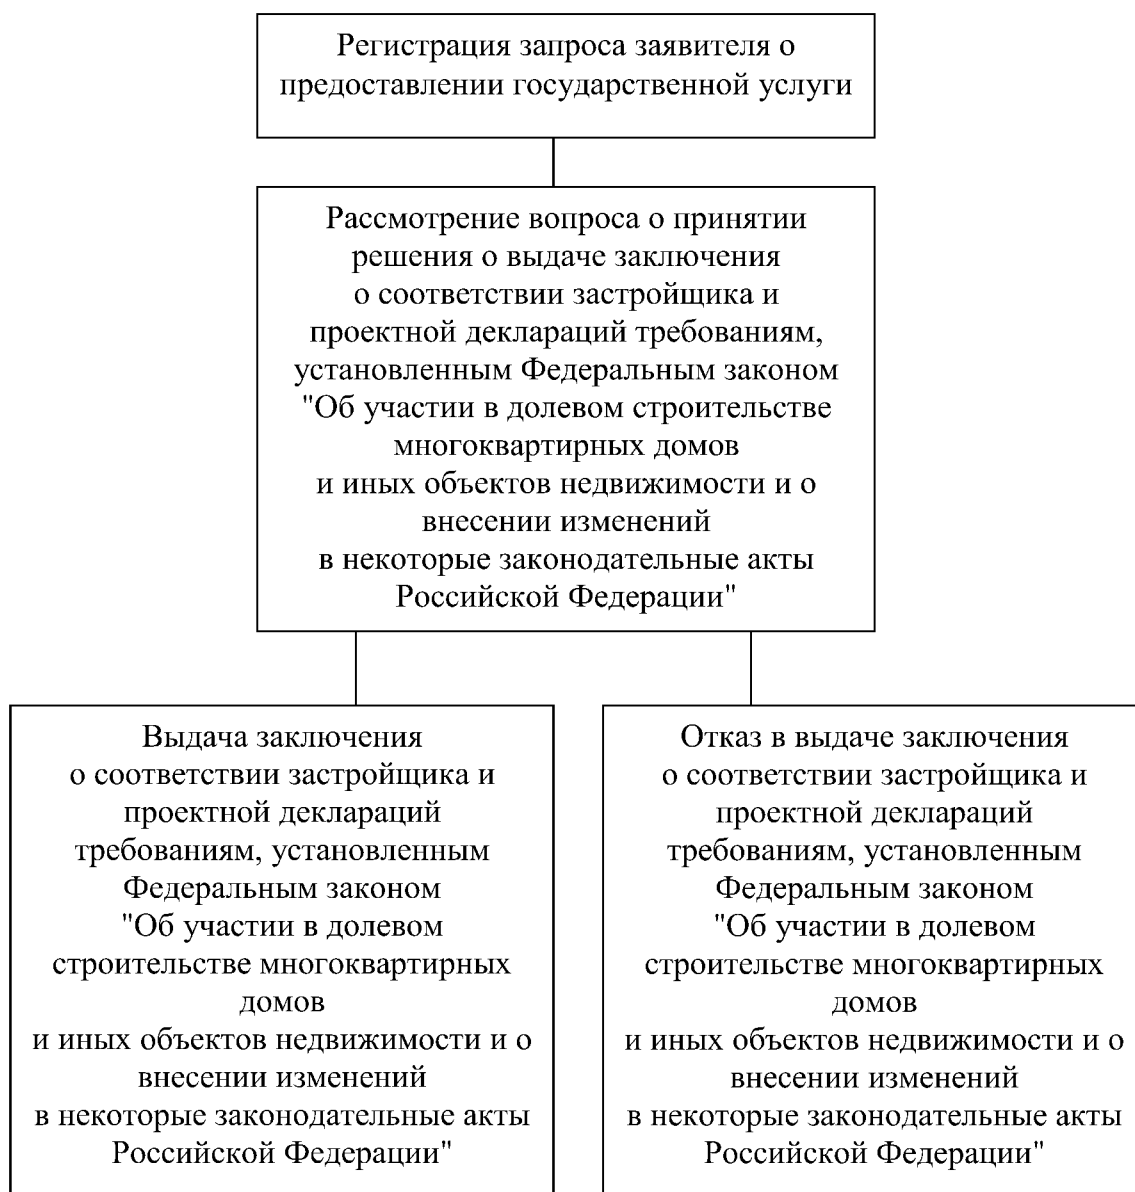 Регистрация запроса заявителя о
предоставлении государственной услуги
Рассмотрение вопроса о принятии
решения о выдаче заключения
о соответствии застройщика и
проектной деклараций требованиям,
установленным Федеральным законом
"Об участии в долевом строительстве
многоквартирных домов
и иных объектов недвижимости и о
внесении изменений
в некоторые законодательные акты
Российской Федерации"
Выдача заключения
о соответствии застройщика и
проектной деклараций
требованиям, установленным
Федеральным законом
"Об участии в долевом
строительстве многоквартирных
домов
и иных объектов недвижимости и о
внесении изменений
в некоторые законодательные акты
Российской Федерации"
Отказ в выдаче заключения
о соответствии застройщика и
проектной деклараций
требованиям, установленным
Федеральным законом
"Об участии в долевом
строительстве многоквартирных
домов
и иных объектов недвижимости и о
внесении изменений
в некоторые законодательные акты
Российской Федерации"